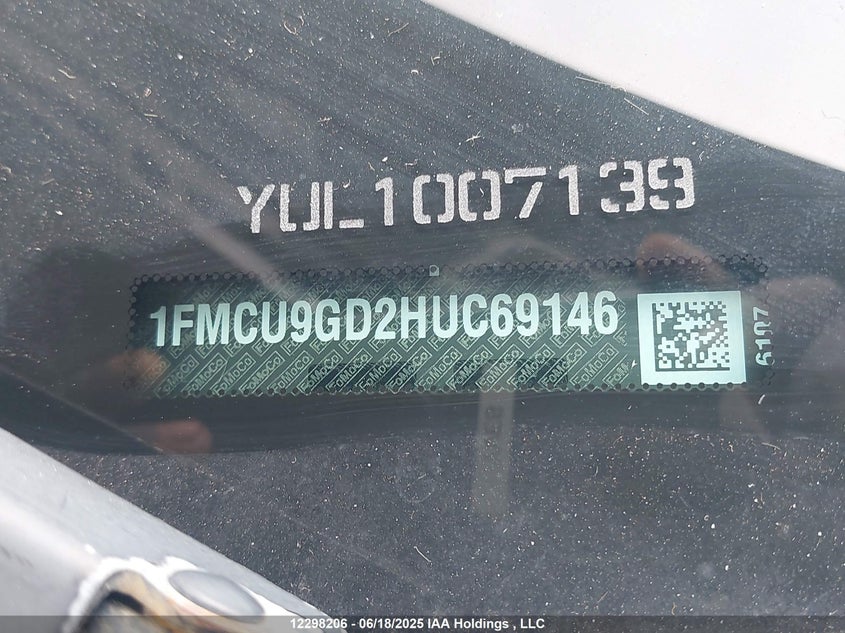 YUL1007139
1FMCU9GD2HUC69146
6107
12298206 - 06/18/2025 IAA Holdings , LLC